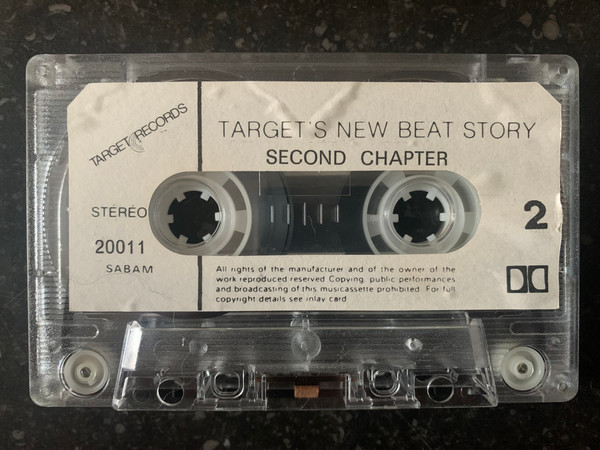 TARGET RECORDS
TARGET'S NEW BEAT STORY
SECOND CHAPTER
STÉRÉO
20011
SABAM
2
All rights of the manufacturer and of the owner of the
work reproduced reserved Copying, public performances
and broadcasting of this musicassette prohibited. For full
copyright details see inlay card